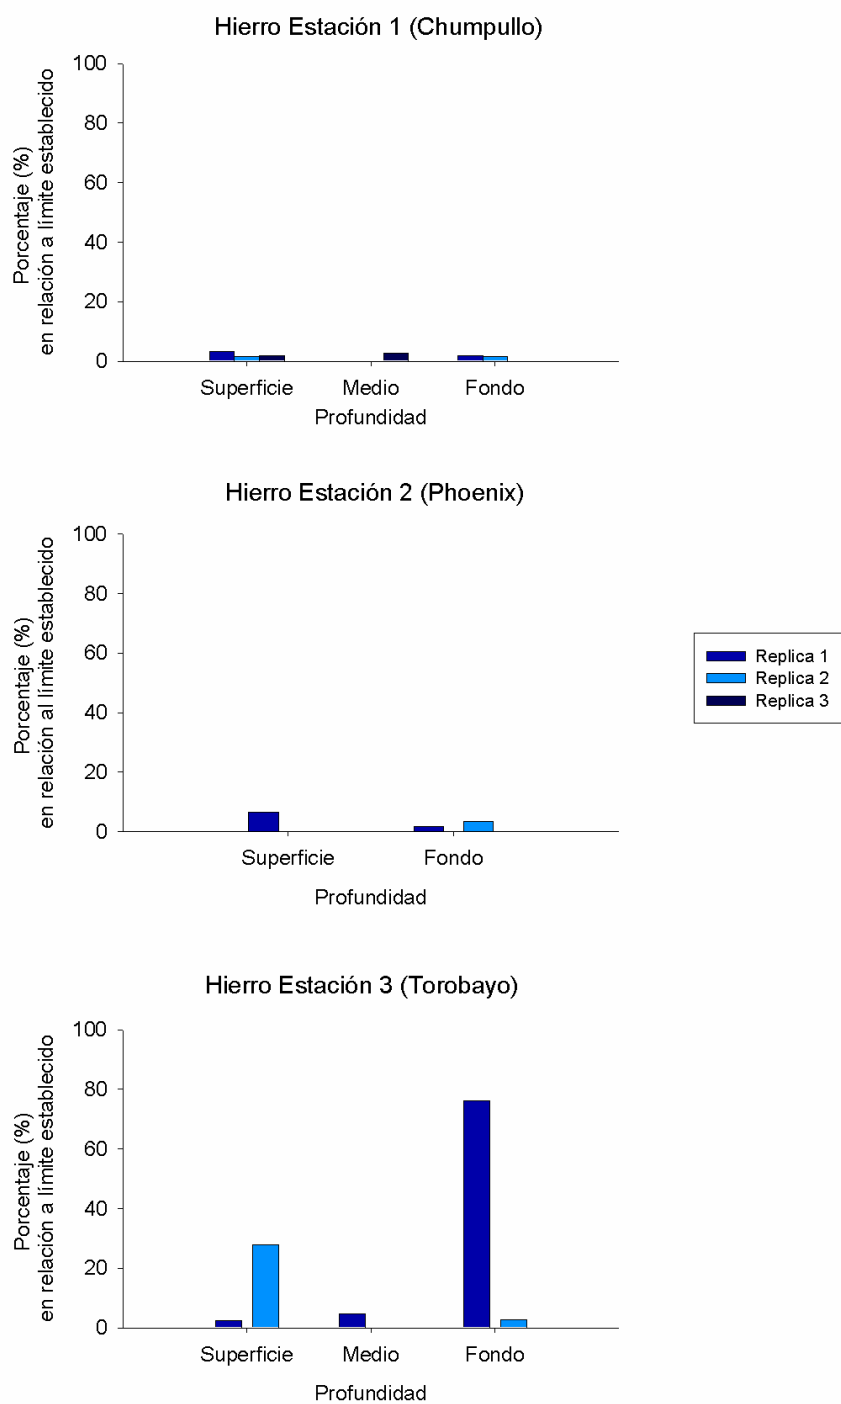 Hierro Estación 1 (Chumpullo)
Porcentaje (%)
en relación a límite establecido
100
80
60
40
20
0
Superficie Medio Fondo
Profundidad
Hierro Estación 2 (Phoenix)
Porcentaje (%)
en relación al límite establecido
100
80
60
40
20
0
Superficie Fondo
Profundidad
Replica 1
Replica 2
Replica 3
Hierro Estación 3 (Torobayo)
Porcentaje (%)
en relación a límite establecido
100
80
60
40
20
0
Superficie Medio Fondo
Profundidad